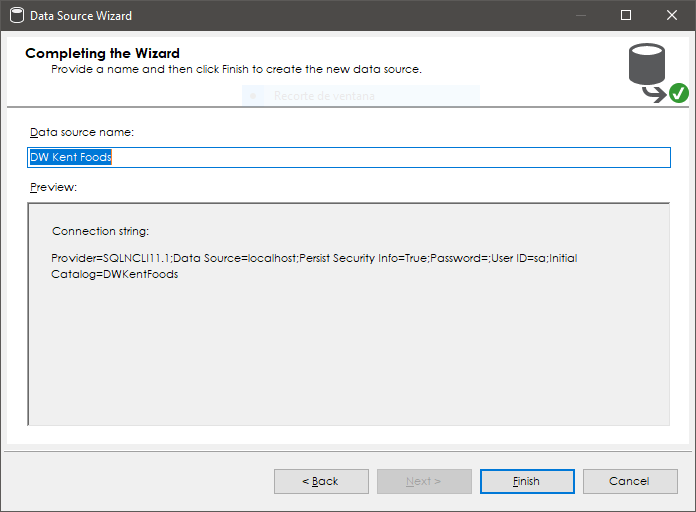 Data Source Wizard
Completing the Wizard
Provide a name and then click Finish to create the new data source.
Recorte de ventana
Data source name:
DW Kent Foods
Preview:
Connection string:
Provider=SQLNCLI11.1;Data Source=localhost;Persist Security Info=True;Password=;User ID=sa;Initial
Catalog=DWKentFoods
< Back
Next >
Finish
Cancel